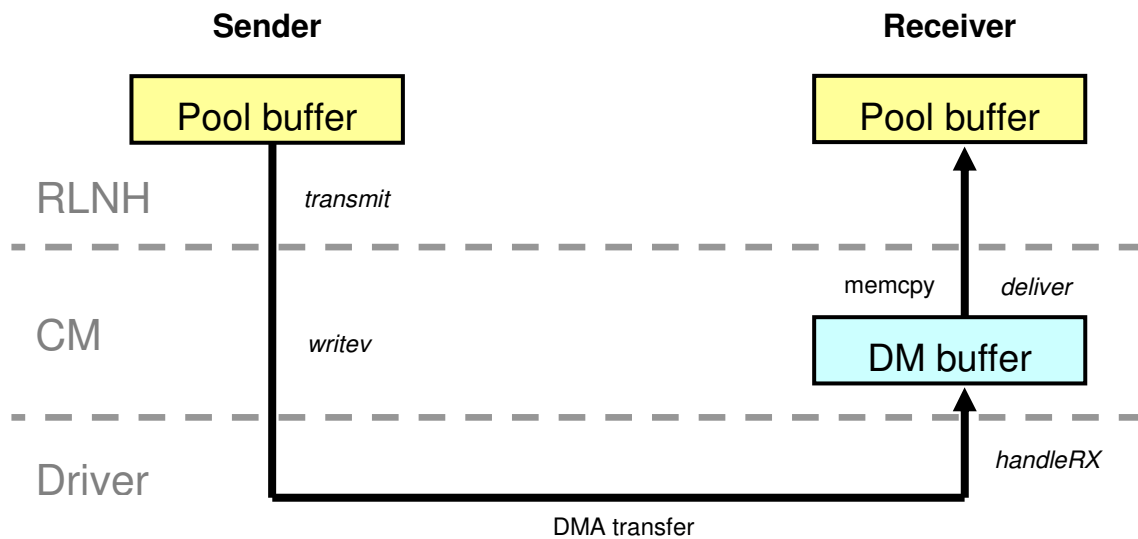 Sender
Receiver
Pool buffer
Pool buffer
RLNH
transmit
memcpy
deliver
CM
writev
DM buffer
Driver
handleRX
DMA transfer